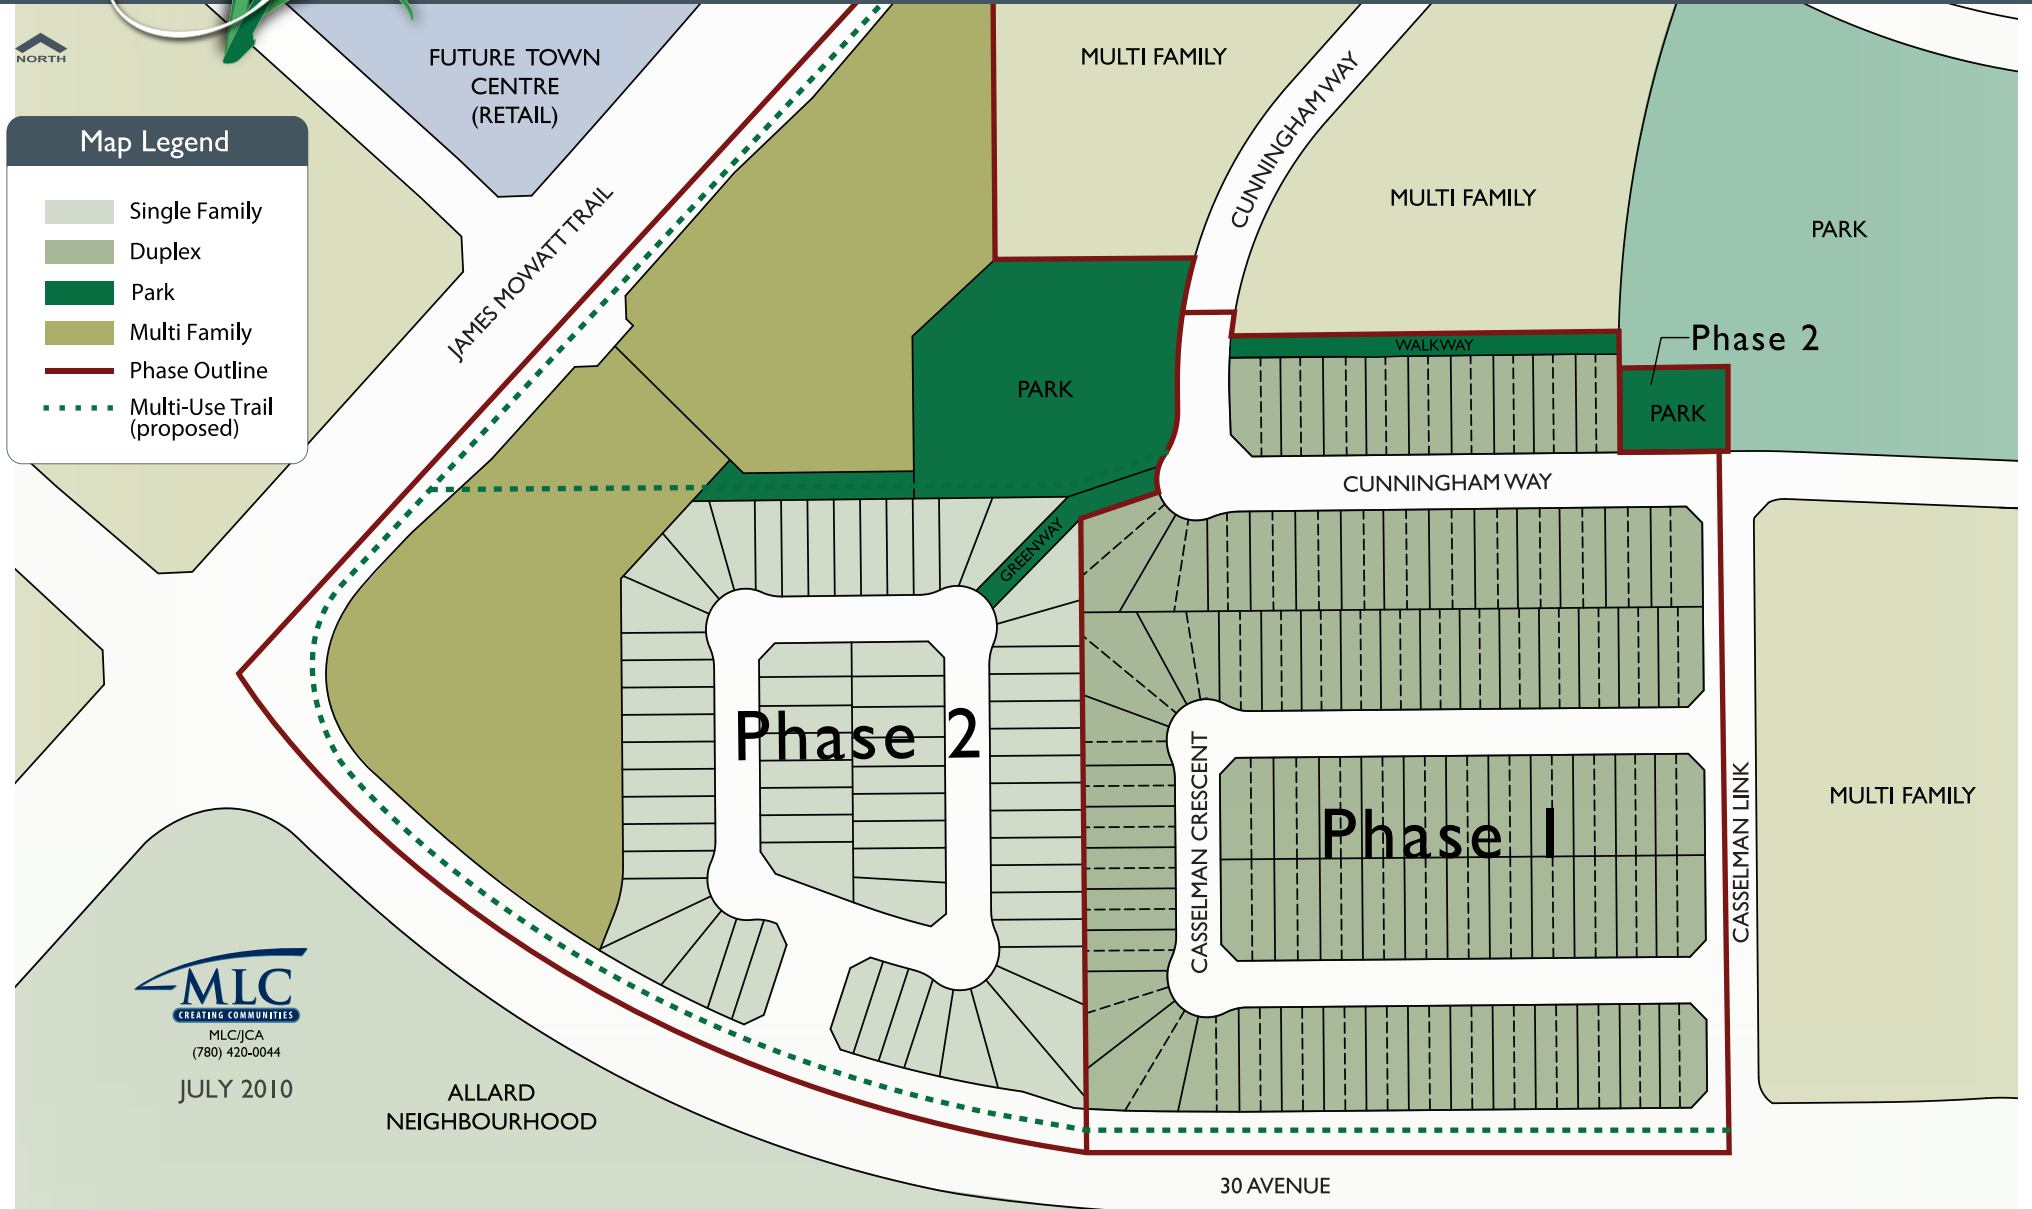 NORTH
FUTURE TOWN
CENTRE
(RETAIL)
MULTI FAMILY
CUNNINGHAM WAY
MULTI FAMILY
PARK
Map Legend
Single Family
Duplex
Park
Multi Family
Phase Outline
Multi-Use Trail
(proposed)
JAMES MOWATT TRAIL
PARK
WALKWAY
Phase 2
PARK
CUNNINGHAM WAY
GREENWAY
Phase 2
CASSELMAN CRESCENT
Phase 1
CASSELMAN LINK
MULTI FAMILY
MLC
CREATING COMMUNITIES
MLC/JCA
(780) 420-0044
JULY 2010
ALLARD
NEIGHBOURHOOD
30 AVENUE